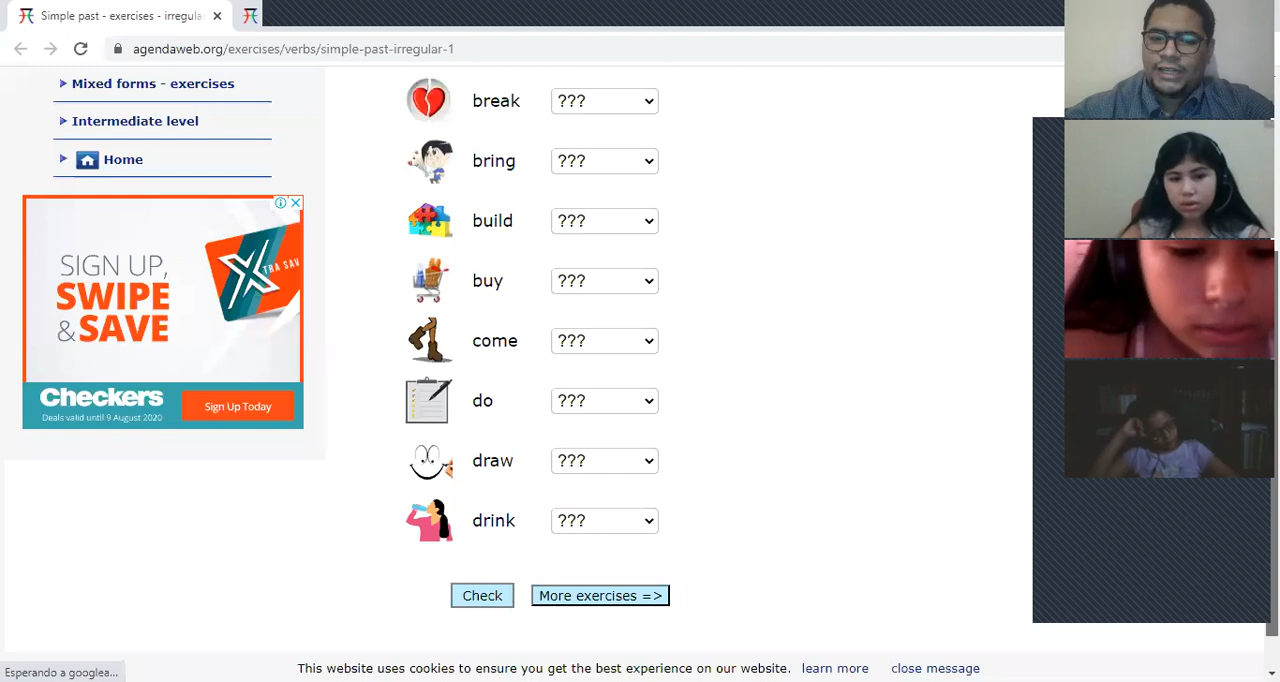 Simple past - exercises - irregula
agendaweb.org/exercises/verbs/simple-past-irregular-1
Mixed forms - exercises
Intermediate level
Home
SIGN UP,
SWIPE
& SAVE
X
TRA SAV
Checkers
Deals valid until 9 August 2020
Sign Up Today
break ???
bring ???
build ???
buy ???
come ???
do ???
draw ???
drink ???
Check More exercises =>
Esperando a googlea...
This website uses cookies to ensure you get the best experience on our website. learn more close message